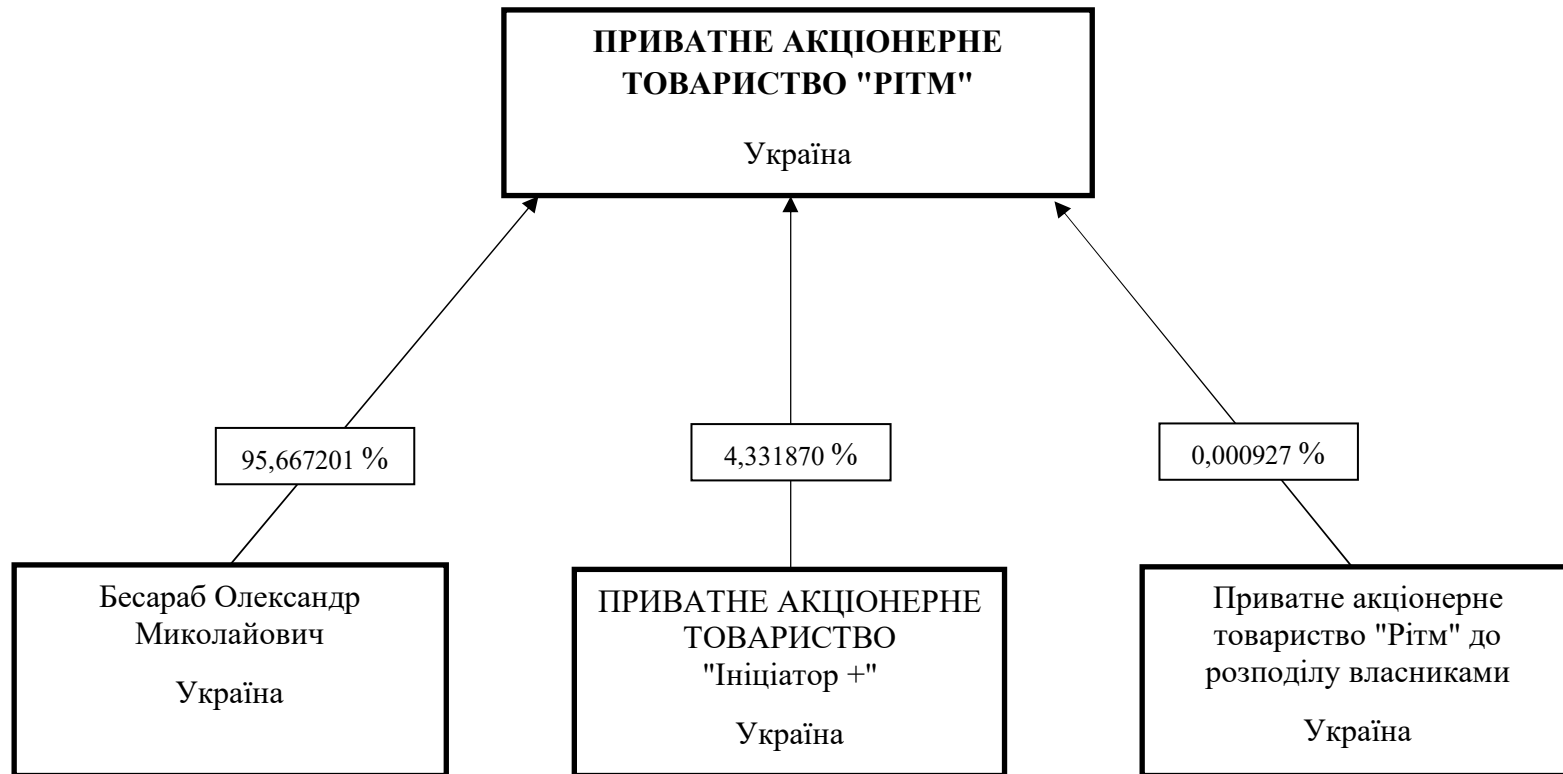 ПРИВАТНЕ АКЦІОНЕРНЕ
ТОВАРИСТВО "РІТМ"
Україна
95,667201 %
4,331870 %
0,000927 %
Бесараб Олександр
Миколайович
Україна
ПРИВАТНЕ АКЦІОНЕРНЕ
ТОВАРИСТВО
"Ініціатор +"
Україна
Приватне акціонерне
товариство "Рітм" до
розподілу власниками
Україна